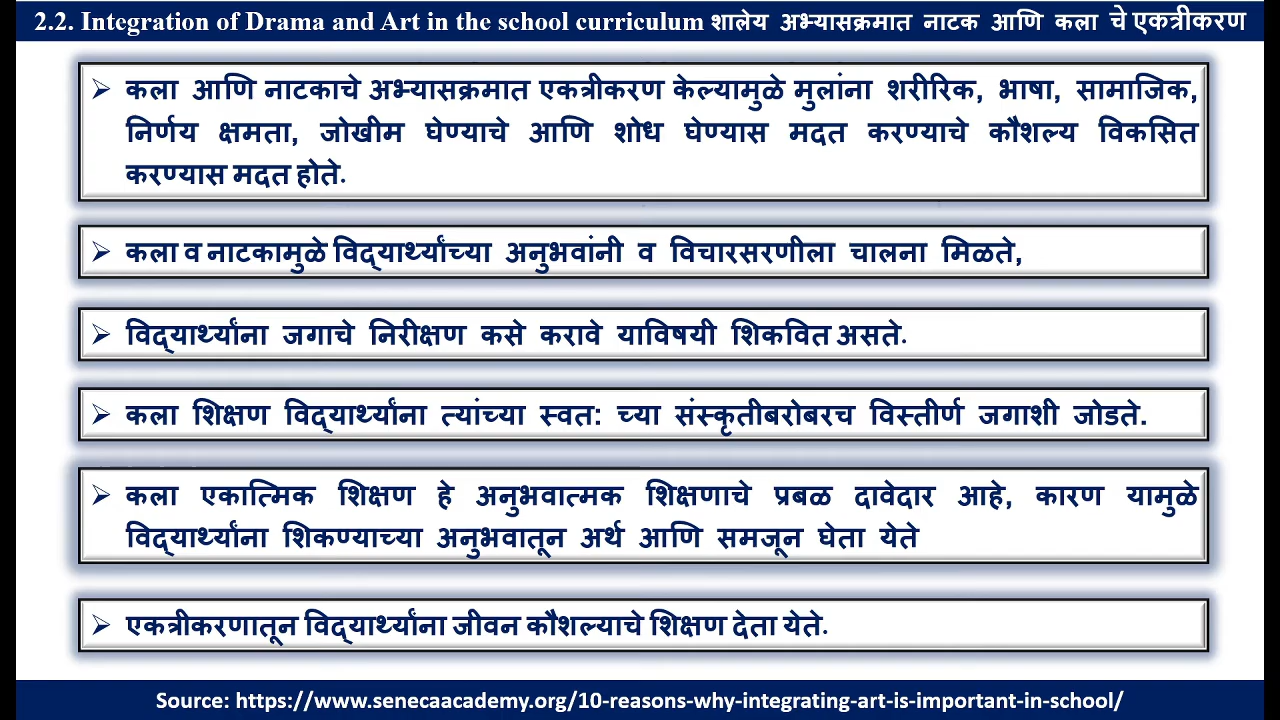 2.2. Integration of Drama and Art in the school curriculum शालेय अभ्यासक्रमात नाटक आणि कला चे एकत्रीकरण
➢ कला आणि नाटकाचे अभ्यासक्रमात एकत्रीकरण केल्यामुळे मुलांना शरीरिक, भाषा, सामाजिक,
निर्णय क्षमता, जोखीम घेण्याचे आणि शोध घेण्यास मदत करण्याचे कौशल्य विकसित
करण्यास मदत होते.
➢ कला व नाटकामुळे विद्यार्थ्यांच्या अनुभवांनी व विचारसरणीला चालना मिळते,
➢ विद्यार्थ्यांना जगाचे निरीक्षण कसे करावे याविषयी शिकवित असते.
➢ कला शिक्षण विद्यार्थ्यांना त्यांच्या स्वत: च्या संस्कृतीबरोबरच विस्तीर्ण जगाशी जोडते.
➢ कला एकात्मिक शिक्षण हे अनुभवात्मक शिक्षणाचे प्रबळ दावेदार आहे, कारण यामुळे
विद्यार्थ्यांना शिकण्याच्या अनुभवातून अर्थ आणि समजून घेता येते
➢ एकत्रीकरणातून विद्यार्थ्यांना जीवन कौशल्याचे शिक्षण देता येते.
Source: https://www.senecaacademy.org/10-reasons-why-integrating-art-is-important-in-school/